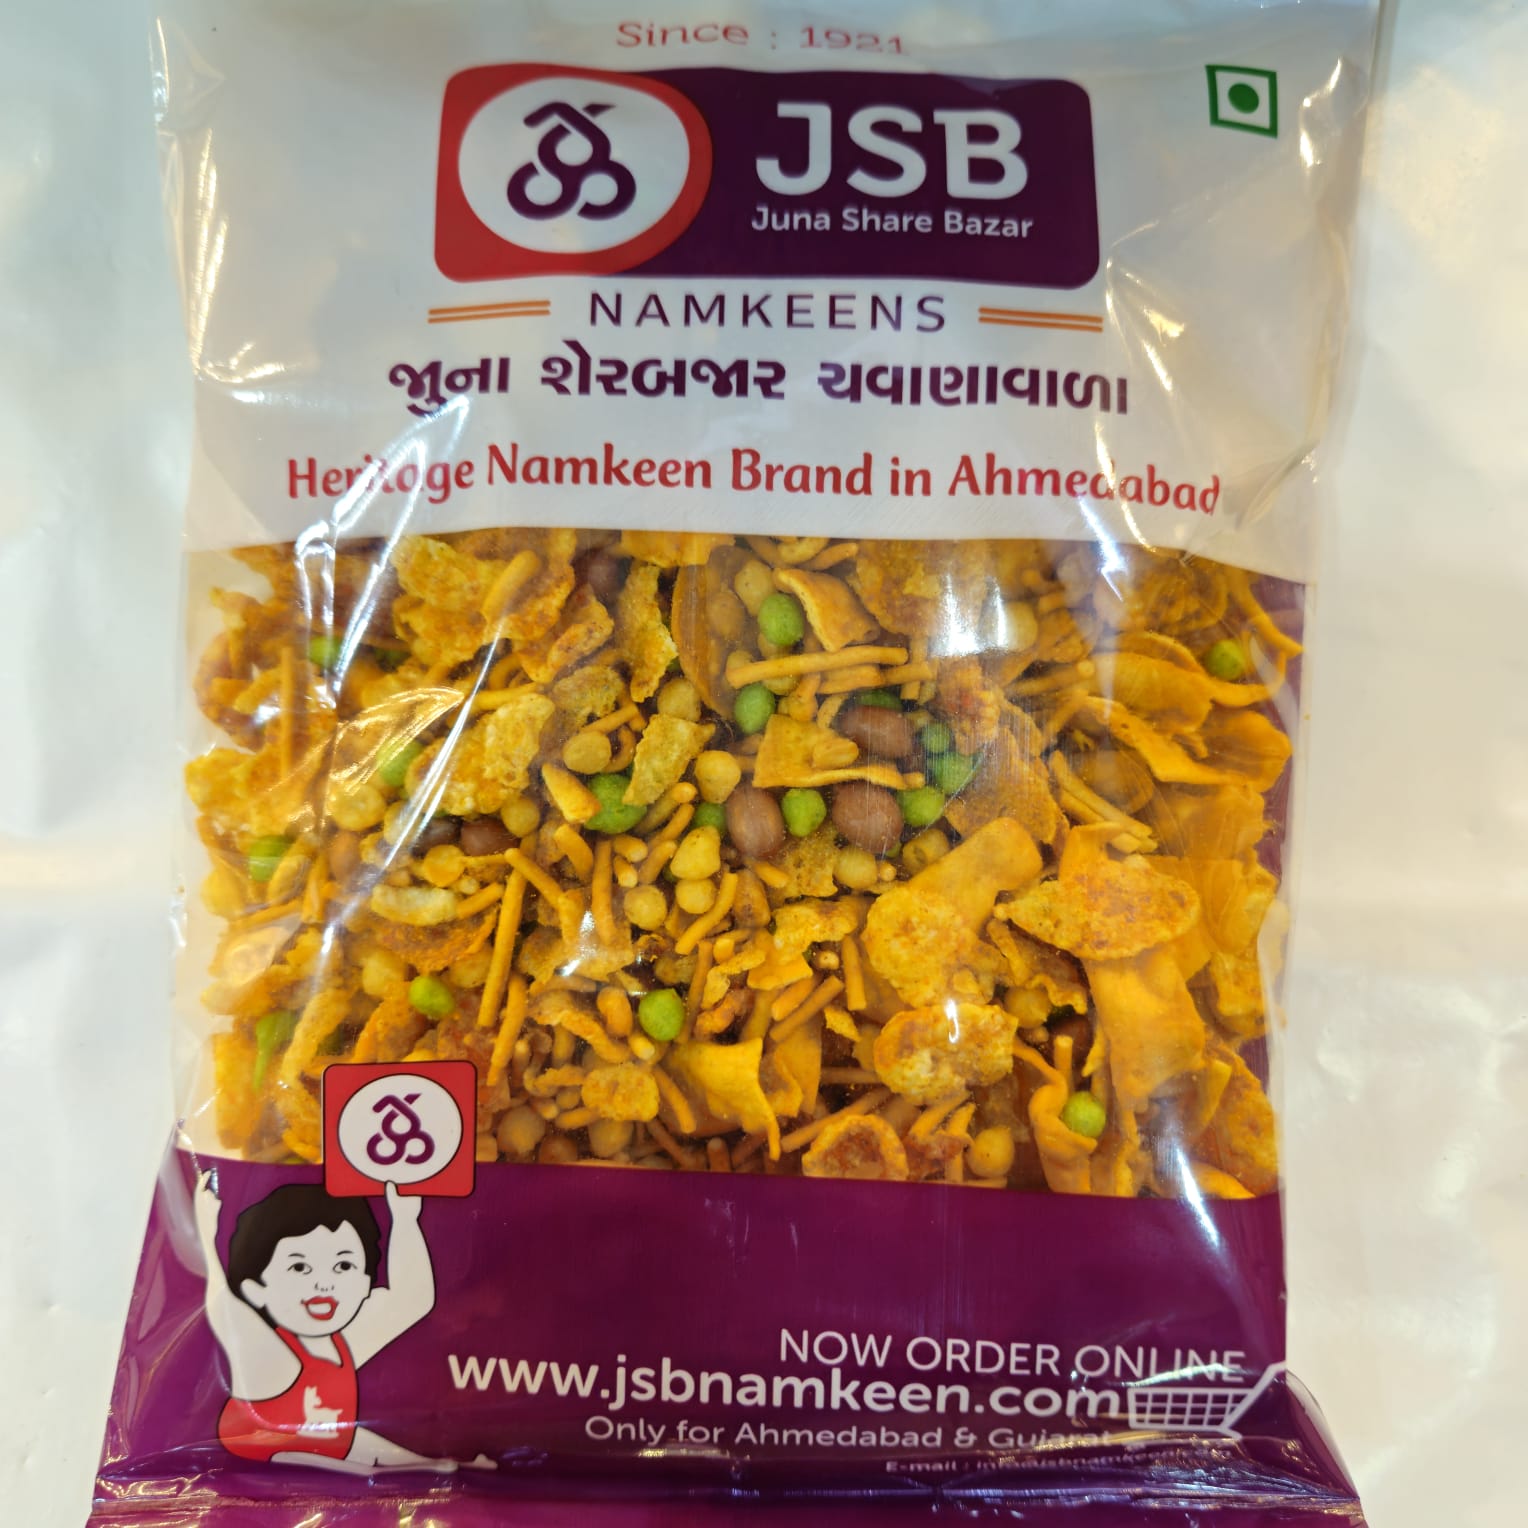 Since : 1921
JSB
Juna Share Bazar
NAMKEENS
જુના શેરબજાર ચવાણાવાળા
Heritage Namkeen Brand in Ahmedabad
NOW ORDER ONLINE
www.jsbnamkeen.com
Only for Ahmedabad & Gujarat
E-mail :